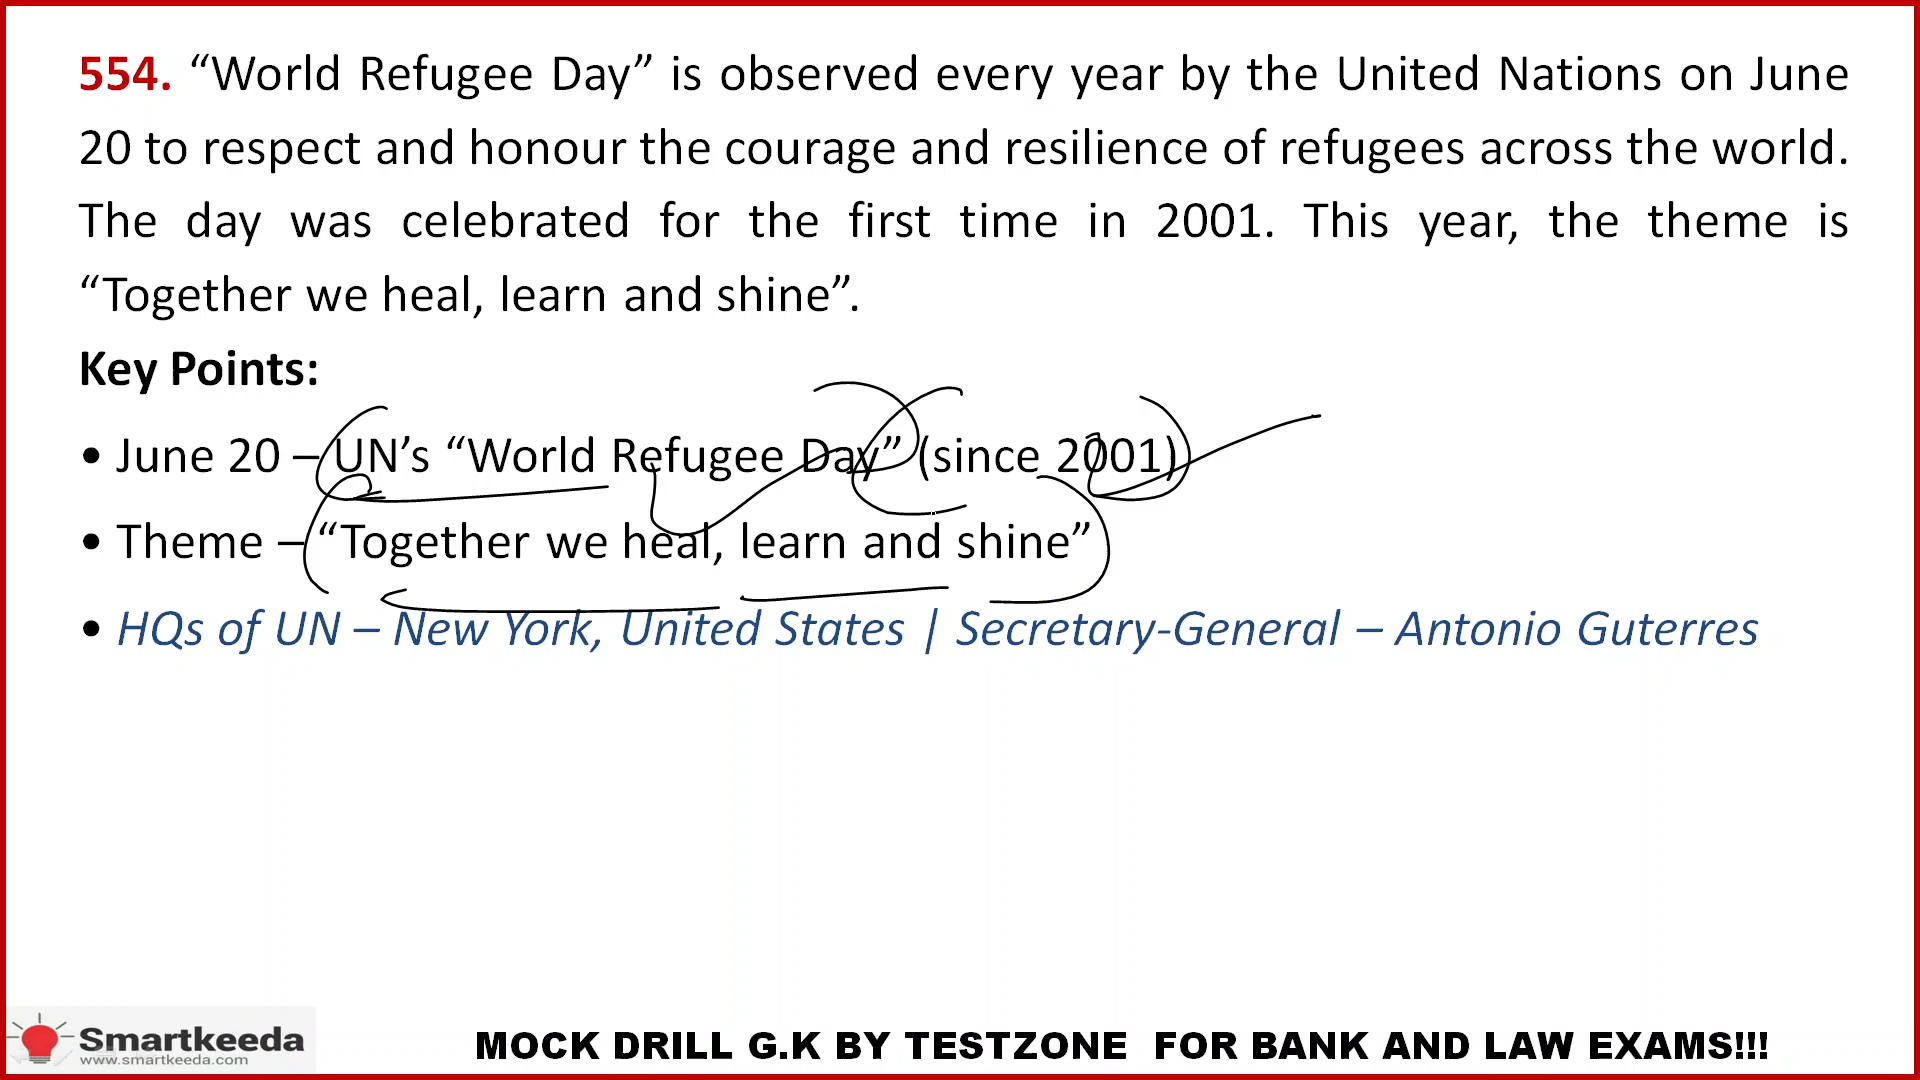 554. “World Refugee Day” is observed every year by the United Nations on June
20 to respect and honour the courage and resilience of refugees across the world.
The day was celebrated for the first time in 2001. This year, the theme is
“Together we heal, learn and shine”.
Key Points:
• June 20 – UN’s “World Refugee Day” (since 2001)
• Theme – “Together we heal, learn and shine”
• HQs of UN – New York, United States | Secretary-General – Antonio Guterres
Smartkeeda
www.smartkeeda.com
MOCK DRILL G.K BY TESTZONE FOR BANK AND LAW EXAMS!!!